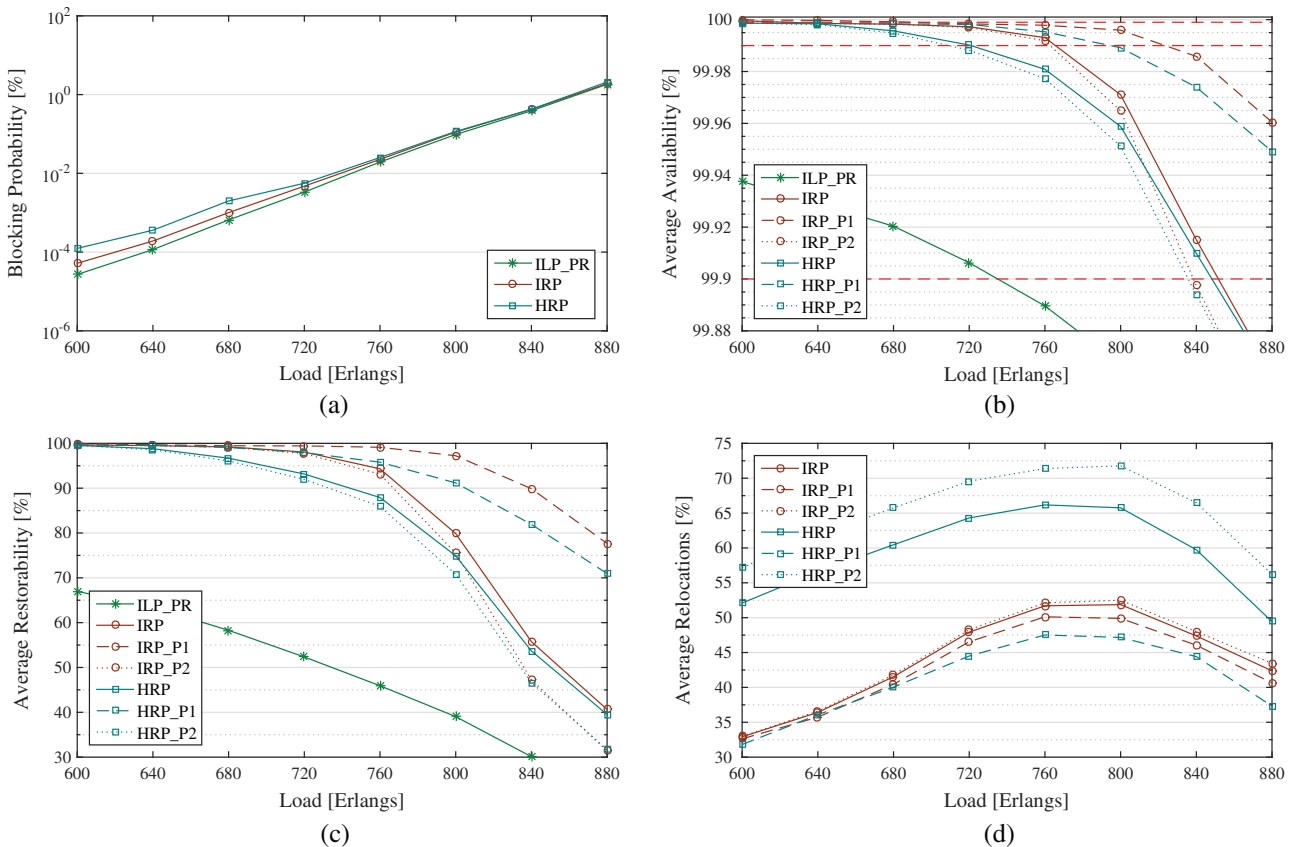 Blocking Probability [%]
10^2
10^0
10^-2
10^-4
10^-6
600 640 680 720 760 800 840 880
Load [Erlangs]
ILP_PR
IRP
HRP
(a)
Average Availability [%]
100
99.98
99.96
99.94
99.92
99.9
99.88
600 640 680 720 760 800 840 880
Load [Erlangs]
ILP_PR
IRP
IRP_P1
IRP_P2
HRP
HRP_P1
HRP_P2
(b)
Average Restorability [%]
100
90
80
70
60
50
40
30
600 640 680 720 760 800 840 880
Load [Erlangs]
ILP_PR
IRP
IRP_P1
IRP_P2
HRP
HRP_P1
HRP_P2
(c)
Average Relocations [%]
75
70
65
60
55
50
45
40
35
30
600 640 680 720 760 800 840 880
Load [Erlangs]
IRP
IRP_P1
IRP_P2
HRP
HRP_P1
HRP_P2
(d)